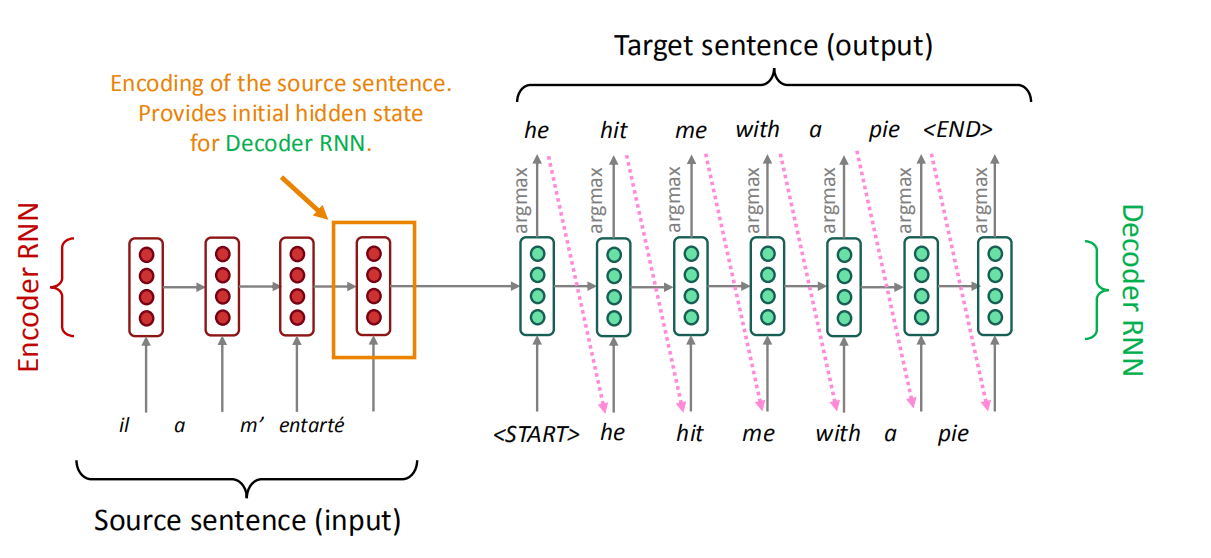 Target sentence (output)
Encoding of the source sentence.
Provides initial hidden state
for Decoder RNN.
he hit me with a pie <END>
argmax argmax argmax argmax argmax argmax argmax
Encoder RNN
Decoder RNN
il a m’ entarté
<START> he hit me with a pie
Source sentence (input)